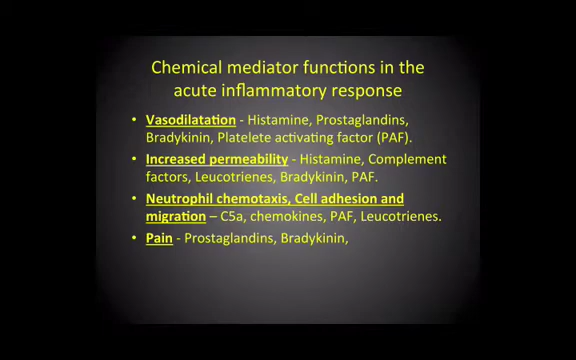 Chemical mediator functions in the
acute inflammatory response
• Vasodilatation - Histamine, Prostaglandins,
Bradykinin, Platelete activating factor (PAF).
• Increased permeability - Histamine, Complement
factors, Leucotrienes, Bradykinin, PAF.
• Neutrophil chemotaxis, Cell adhesion and
migration – C5a, chemokines, PAF, Leucotrienes.
• Pain - Prostaglandins, Bradykinin,